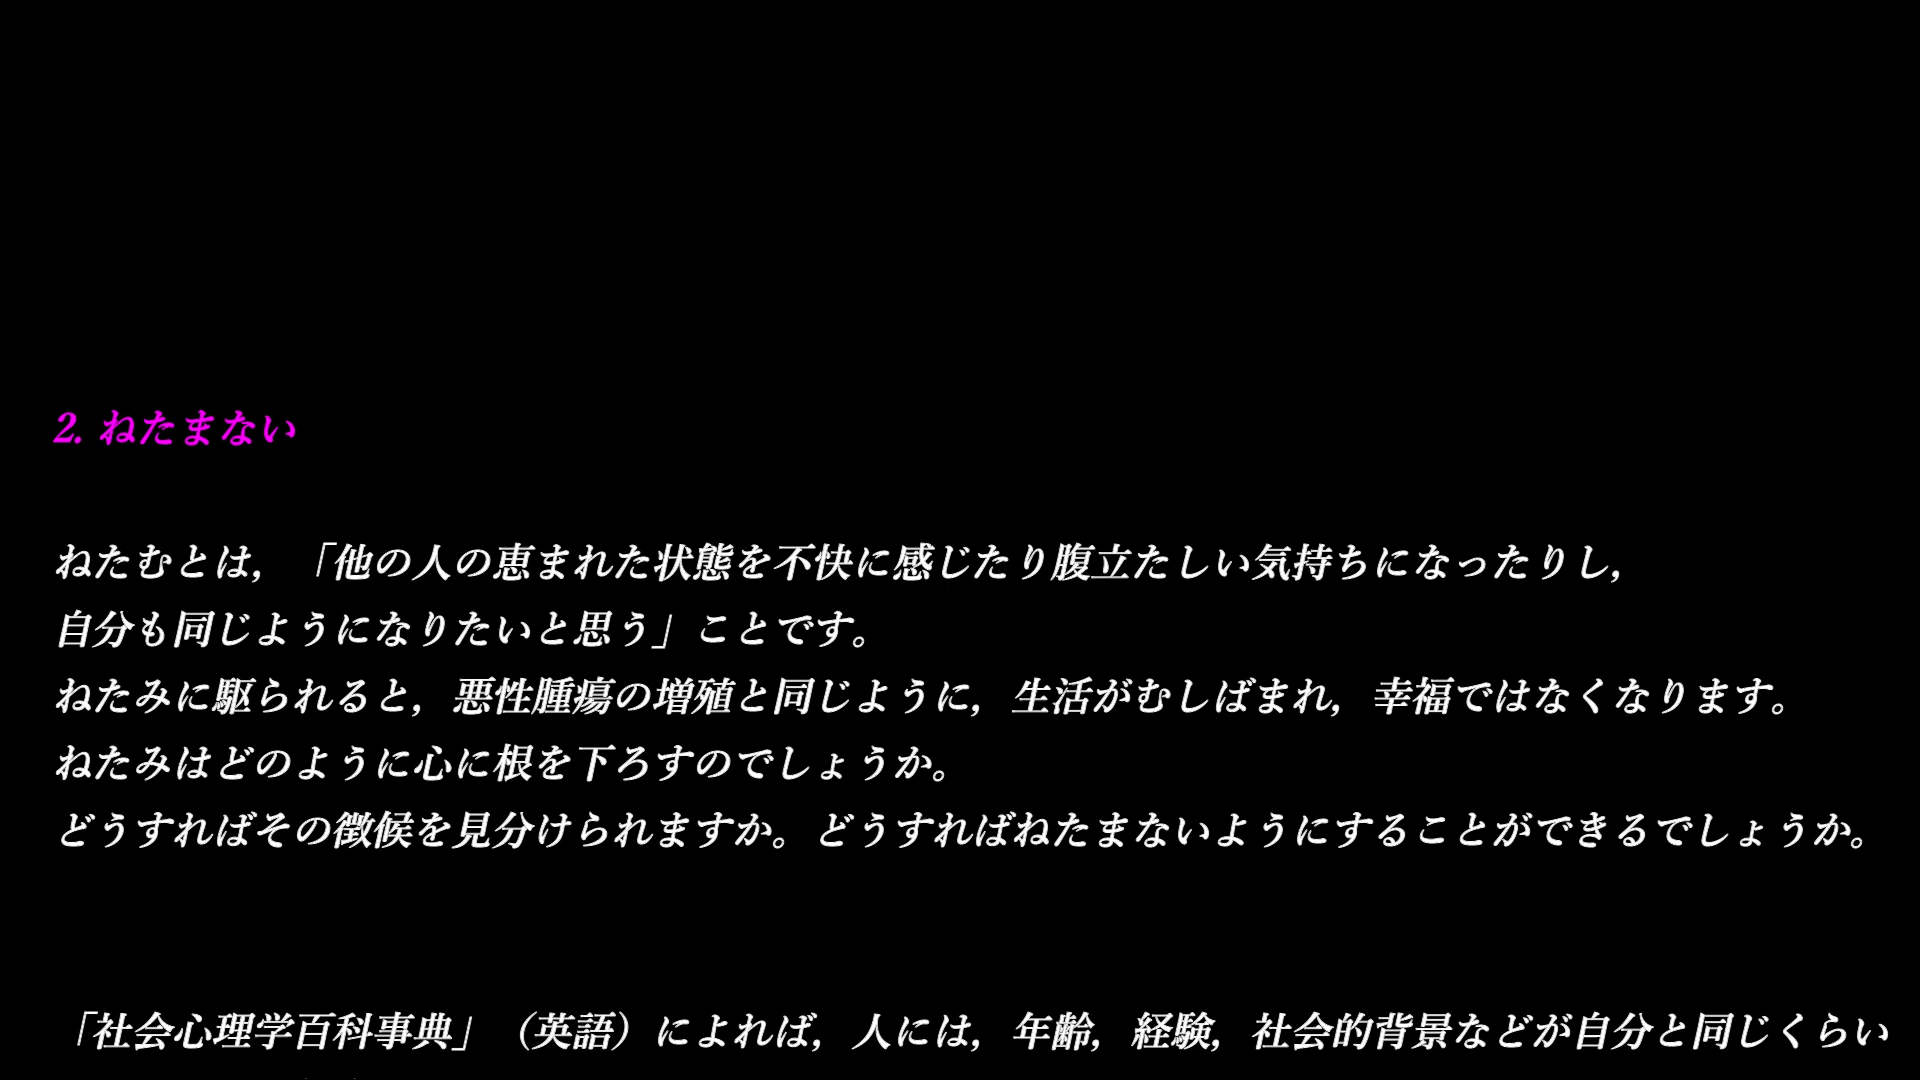 2. ねたまない
ねたむとは，「他の人の恵まれた状態を不快に感じたり腹立たしい気持ちになったりし，
自分も同じようになりたいと思う」ことです。
ねたみに駆られると，悪性腫瘍の増殖と同じように，生活がむしばまれ，幸福ではなくなります。
ねたみはどのように心に根を下ろすのでしょうか。
どうすればその徴候を見分けられますか。どうすればねたまないようにすることができるでしょうか。
「社会心理学百科事典」（英語）によれば，人には，年齢，経験，社会的背景などが自分と同じくらい